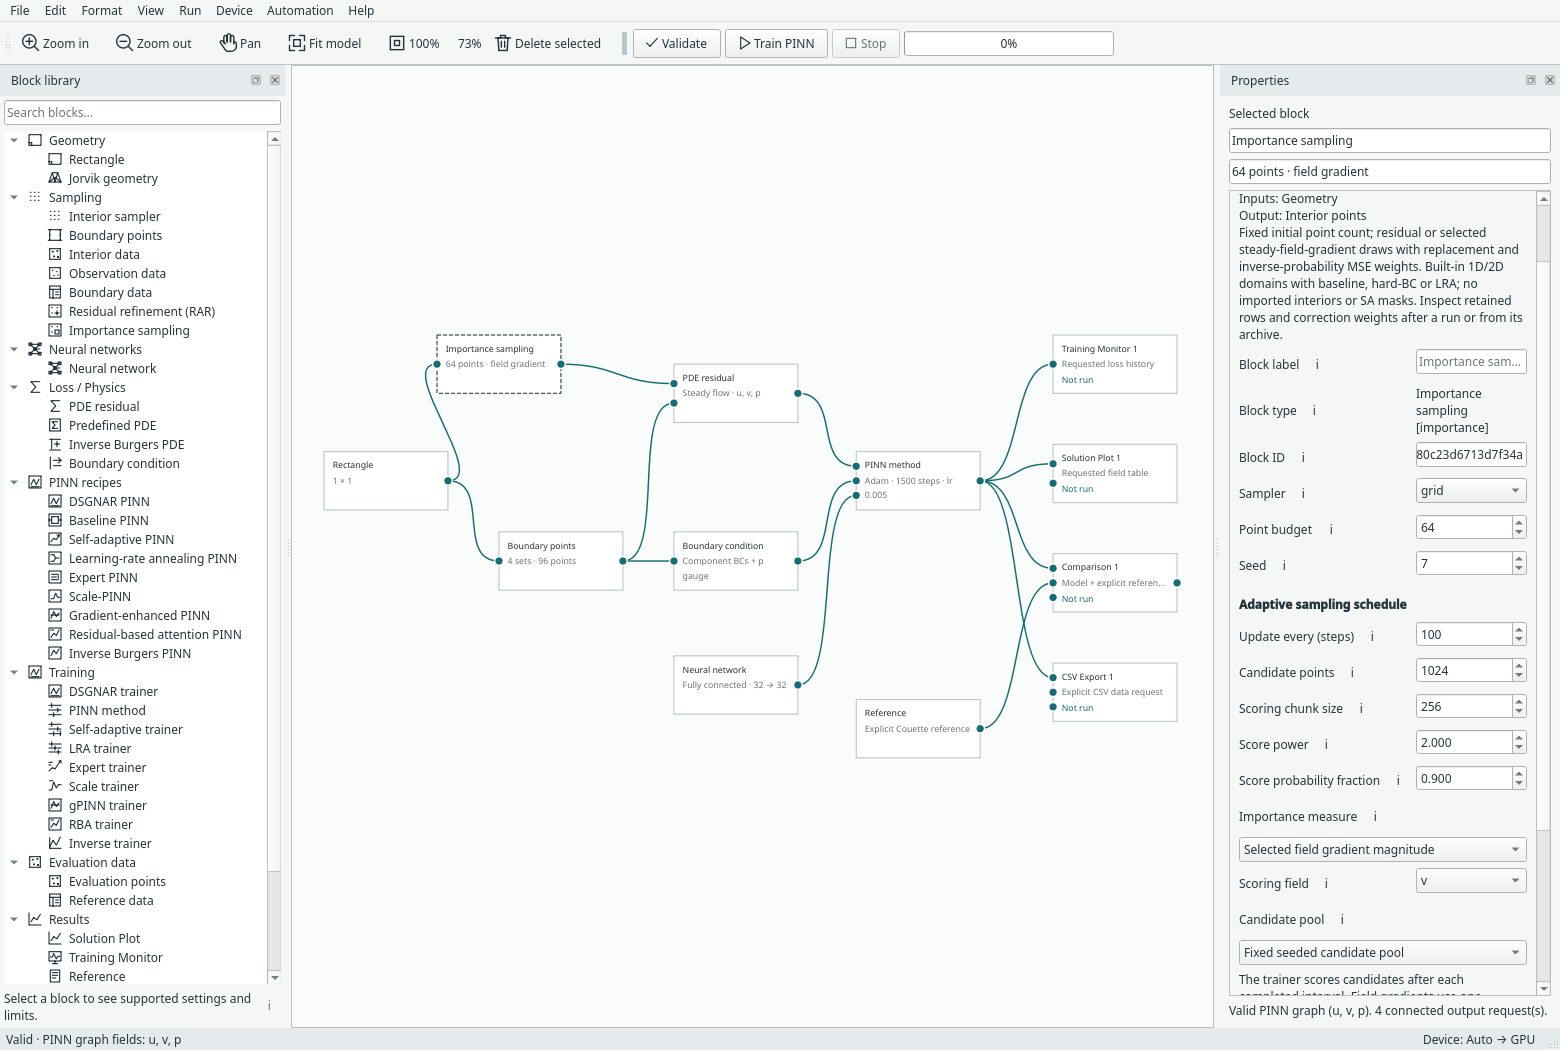 File Edit Format View Run Device Automation Help
Zoom in Zoom out Pan Fit model 100% 73% Delete selected Validate Train PINN Stop 0%
Block library
Search blocks...
Geometry
Rectangle
Jorvik geometry
Sampling
Interior sampler
Boundary points
Interior data
Observation data
Boundary data
Residual refinement (RAR)
Importance sampling
Neural networks
Neural network
Loss / Physics
PDE residual
Predefined PDE
Inverse Burgers PDE
Boundary condition
PINN recipes
DSGNAR PINN
Baseline PINN
Self-adaptive PINN
Learning-rate annealing PINN
Expert PINN
Scale-PINN
Gradient-enhanced PINN
Residual-based attention PINN
Inverse Burgers PINN
Training
DSGNAR trainer
PINN method
Self-adaptive trainer
LRA trainer
Expert trainer
Scale trainer
gPINN trainer
RBA trainer
Inverse trainer
Evaluation data
Evaluation points
Reference data
Results
Solution Plot
Training Monitor
Reference
Select a block to see supported settings and
limits.
i
Importance sampling
64 points · field gradient
Rectangle
1 × 1
Boundary points
4 sets · 96 points
PDE residual
Steady flow · u, v, p
Boundary condition
Component BCs + p
gauge
Neural network
Fully connected · 32 → 32
PINN method
Adam · 1500 steps · lr
0.005
Reference
Explicit Couette reference
Training Monitor 1
Requested loss history
Not run
Solution Plot 1
Requested field table
Not run
Comparison 1
Model + explicit referen...
Not run
CSV Export 1
Explicit CSV data request
Not run
Properties
Selected block
Importance sampling
64 points · field gradient
Inputs: Geometry
Output: Interior points
Fixed initial point count; residual or selected
steady-field-gradient draws with replacement and
inverse-probability MSE weights. Built-in 1D/2D
domains with baseline, hard-BC or LRA; no
imported interiors or SA masks. Inspect retained
rows and correction weights after a run or from its
archive.
Block label i Importance sam...
Block type i Importance
sampling
[importance]
Block ID i 80c23d6713d7f34a
Sampler i grid
Point budget i 64
Seed i 7
Adaptive sampling schedule
Update every (steps) i 100
Candidate points i 1024
Scoring chunk size i 256
Score power i 2.000
Score probability fraction i 0.900
Importance measure i
Selected field gradient magnitude
Scoring field i v
Candidate pool i
Fixed seeded candidate pool
The trainer scores candidates after each
completed interval. Field gradients use one
Valid PINN graph (u, v, p). 4 connected output request(s).
Valid · PINN graph fields: u, v, p
Device: Auto → GPU